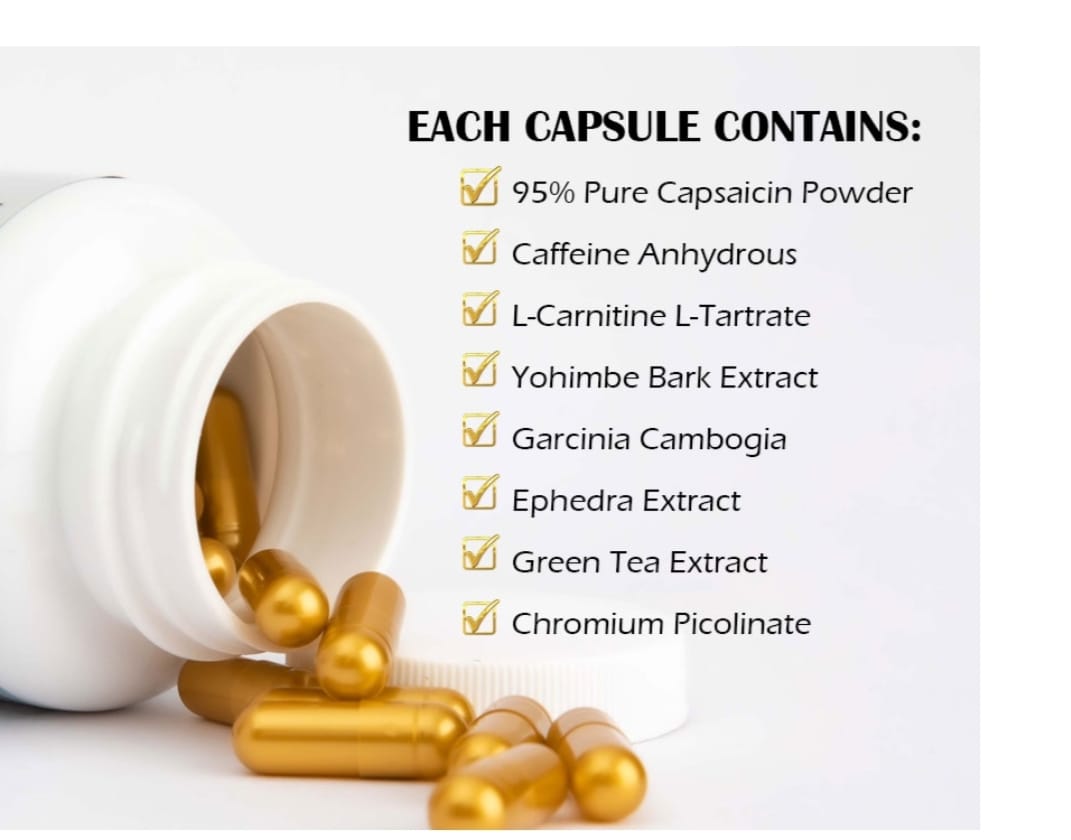 EACH CAPSULE CONTAINS:
95% Pure Capsaicin Powder
Caffeine Anhydrous
L-Carnitine L-Tartrate
Yohimbe Bark Extract
Garcinia Cambogia
Ephedra Extract
Green Tea Extract
Chromium Picolinate